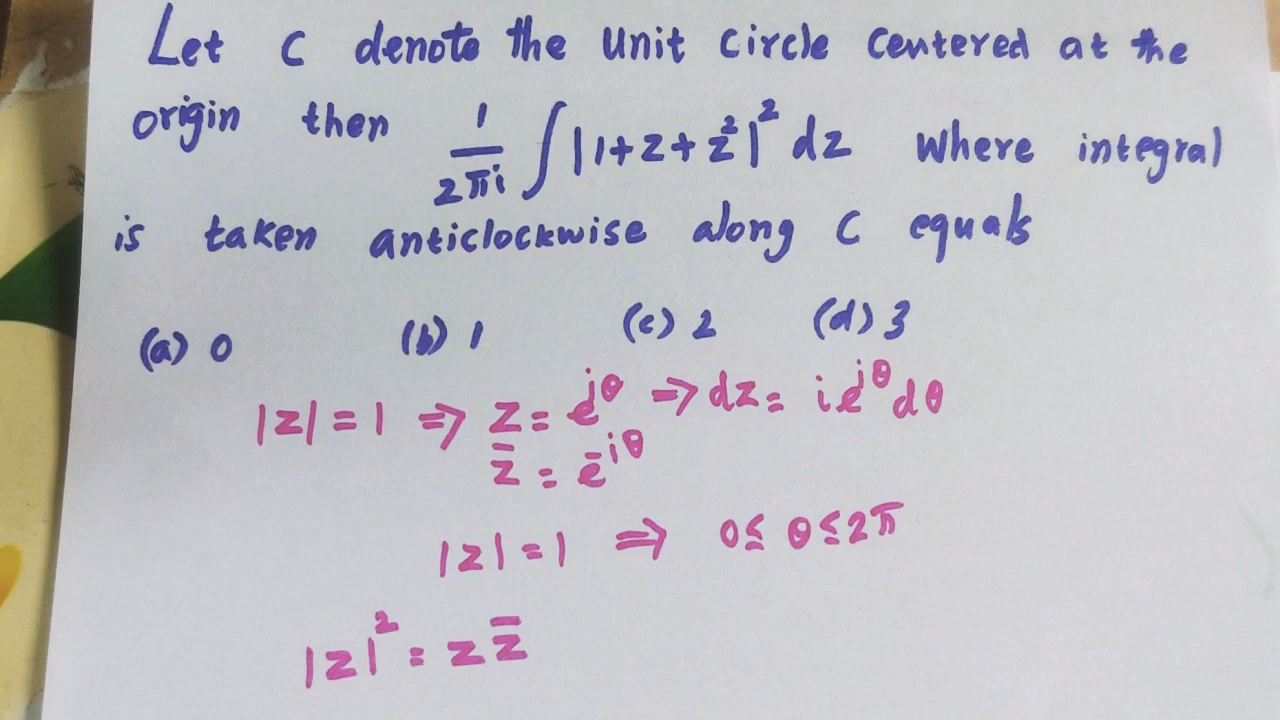 Let C denote the unit circle centered at the
origin then 1/2πi ∫|1+z+z²|² dz where integral
is taken anticlockwise along C equals
(a) 0 (b) 1 (c) 2 (d) 3
|z| = 1 ⇒ z = e^iθ ⇒ dz = ie^iθ dθ
z̄ = e^-iθ
|z| = 1 ⇒ 0 ≤ θ ≤ 2π
|z|² = z z̄